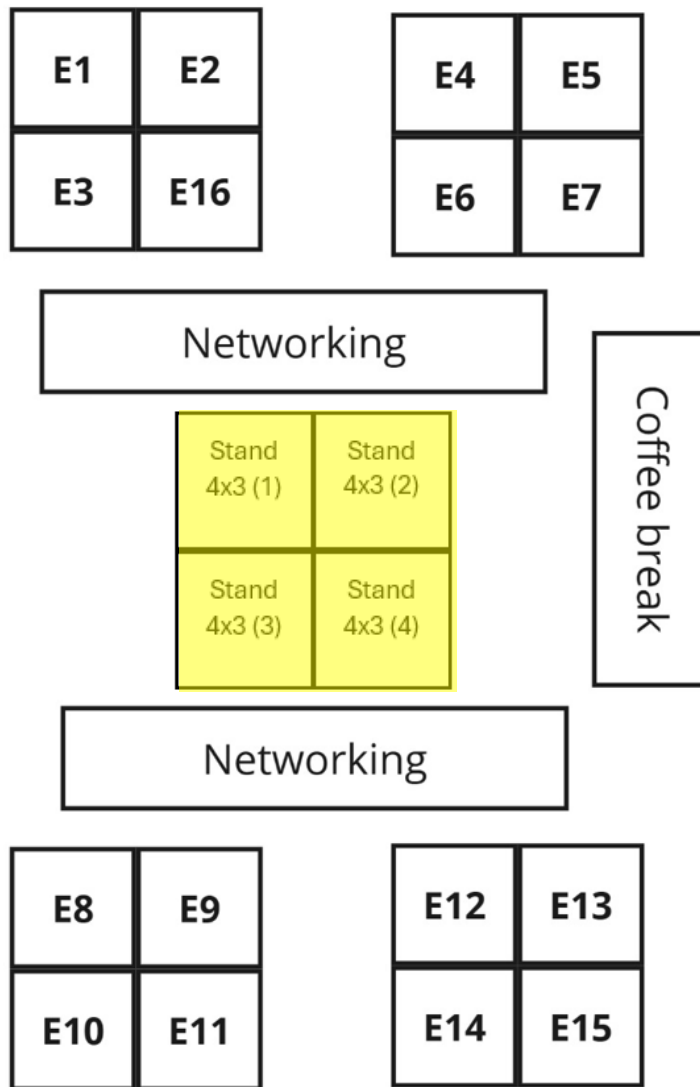 E1 E2
E4 E5
E3 E16
E6 E7
Networking
Coffee break
Stand
4x3 (1)
Stand
4x3 (2)
Stand
4x3 (3)
Stand
4x3 (4)
Networking
E8 E9
E12 E13
E10 E11
E14 E15